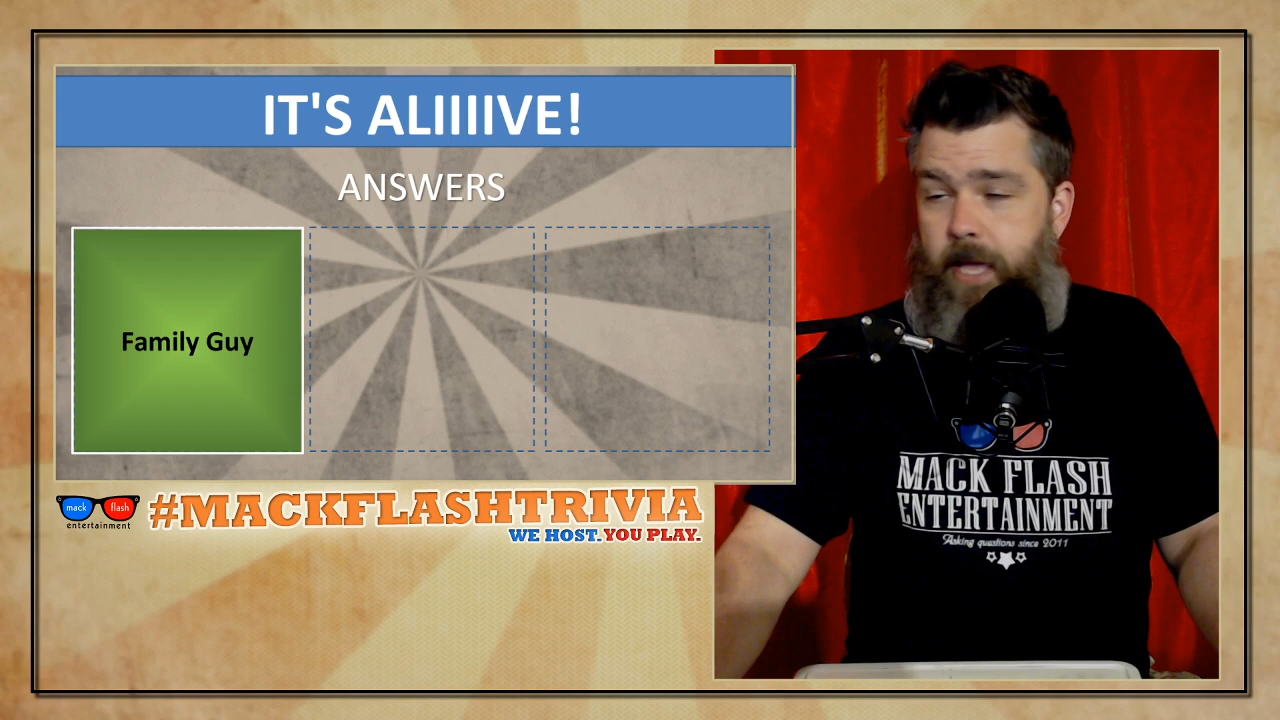 IT'S ALIIIIVE!
ANSWERS
Family Guy
mack flash
entertainment
#MACKFLASHTRIVIA
WE HOST. YOU PLAY.
MACK FLASH
ENTERTAINMENT
Asking questions since 2011